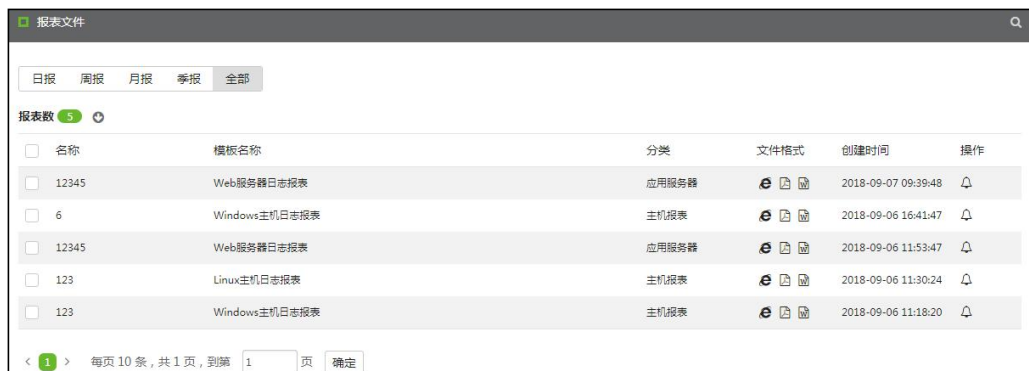 报表文件
日报 周报 月报 季报 全部
报表数 5
名称 模板名称 分类 文件格式 创建时间 操作
12345 Web服务器日志报表 应用服务器 2018-09-07 09:39:48
6 Windows主机日志报表 主机报表 2018-09-06 16:41:47
12345 Web服务器日志报表 应用服务器 2018-09-06 11:53:47
123 Linux主机日志报表 主机报表 2018-09-06 11:30:24
123 Windows主机日志报表 主机报表 2018-09-06 11:18:20
< 1 > 每页 10 条，共 1 页，到第 1 页 确定